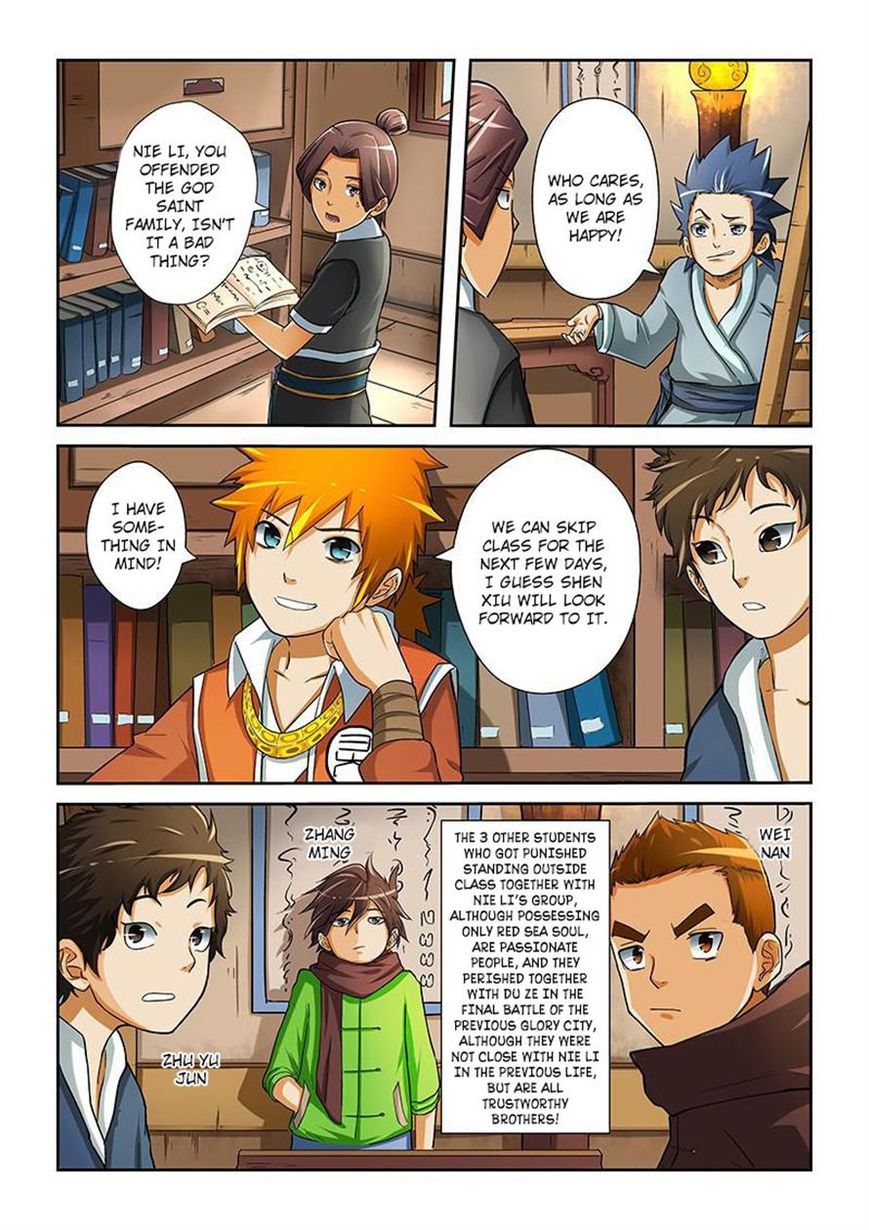 NIE LI, YOU
OFFENDED
THE GOD
SAINT
FAMILY, ISN'T
IT A BAD
THING?
WHO CARES,
AS LONG AS
WE ARE
HAPPY!
I HAVE
SOME-
THING IN
MIND!
WE CAN SKIP
CLASS FOR THE
NEXT FEW DAYS,
I GUESS SHEN
XIU WILL LOOK
FORWARD TO IT.
ZHU YU
JUN
ZHANG
MING
THE 3 OTHER STUDENTS
WHO GOT PUNISHED
STANDING OUTSIDE
CLASS TOGETHER WITH
NIE LI'S GROUP,
ALTHOUGH POSSESSING
ONLY RED SEA SOUL,
ARE PASSIONATE
PEOPLE, AND THEY
PERISHED TOGETHER
WITH DU ZE IN THE
FINAL BATTLE OF THE
PREVIOUS GLORY CITY,
ALTHOUGH THEY WERE
NOT CLOSE WITH NIE LI
IN THE PREVIOUS LIFE,
BUT ARE ALL
TRUSTWORTHY
BROTHERS!
WEI
NAN